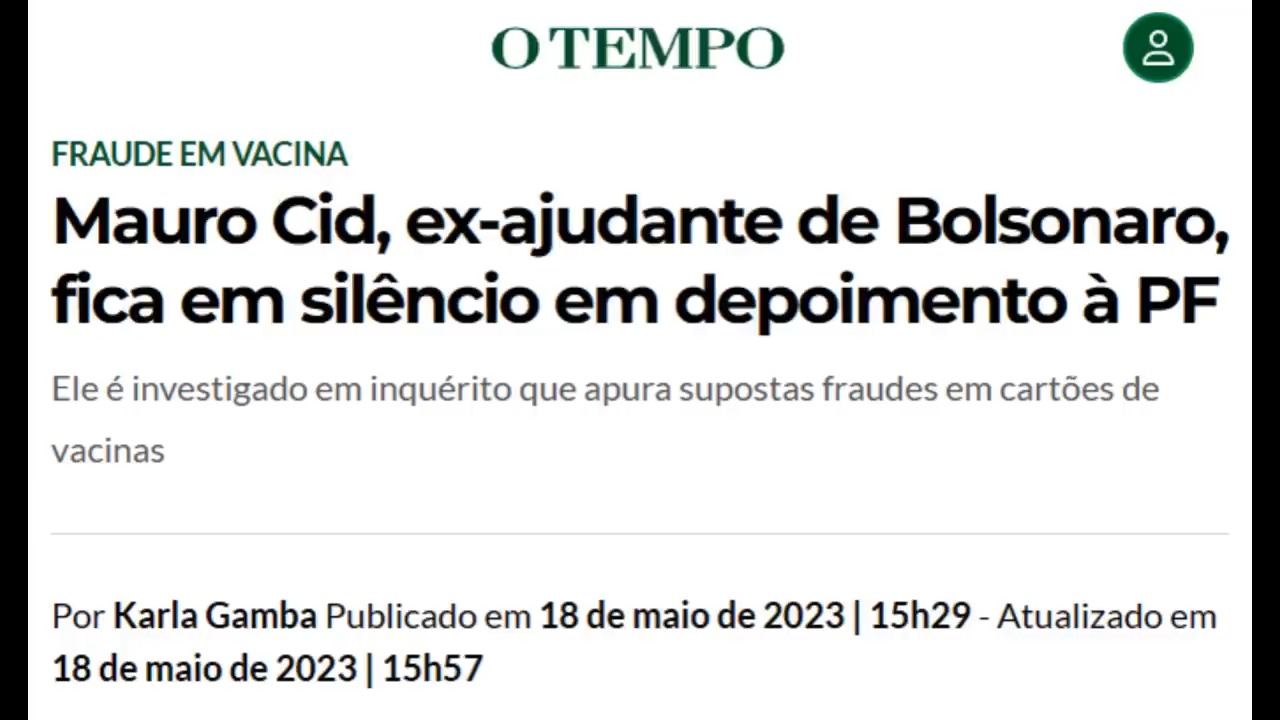 O TEMPO
FRAUDE EM VACINA
Mauro Cid, ex-ajudante de Bolsonaro,
fica em silêncio em depoimento à PF
Ele é investigado em inquérito que apura supostas fraudes em cartões de
vacinas
Por Karla Gamba Publicado em 18 de maio de 2023 | 15h29 - Atualizado em
18 de maio de 2023 | 15h57